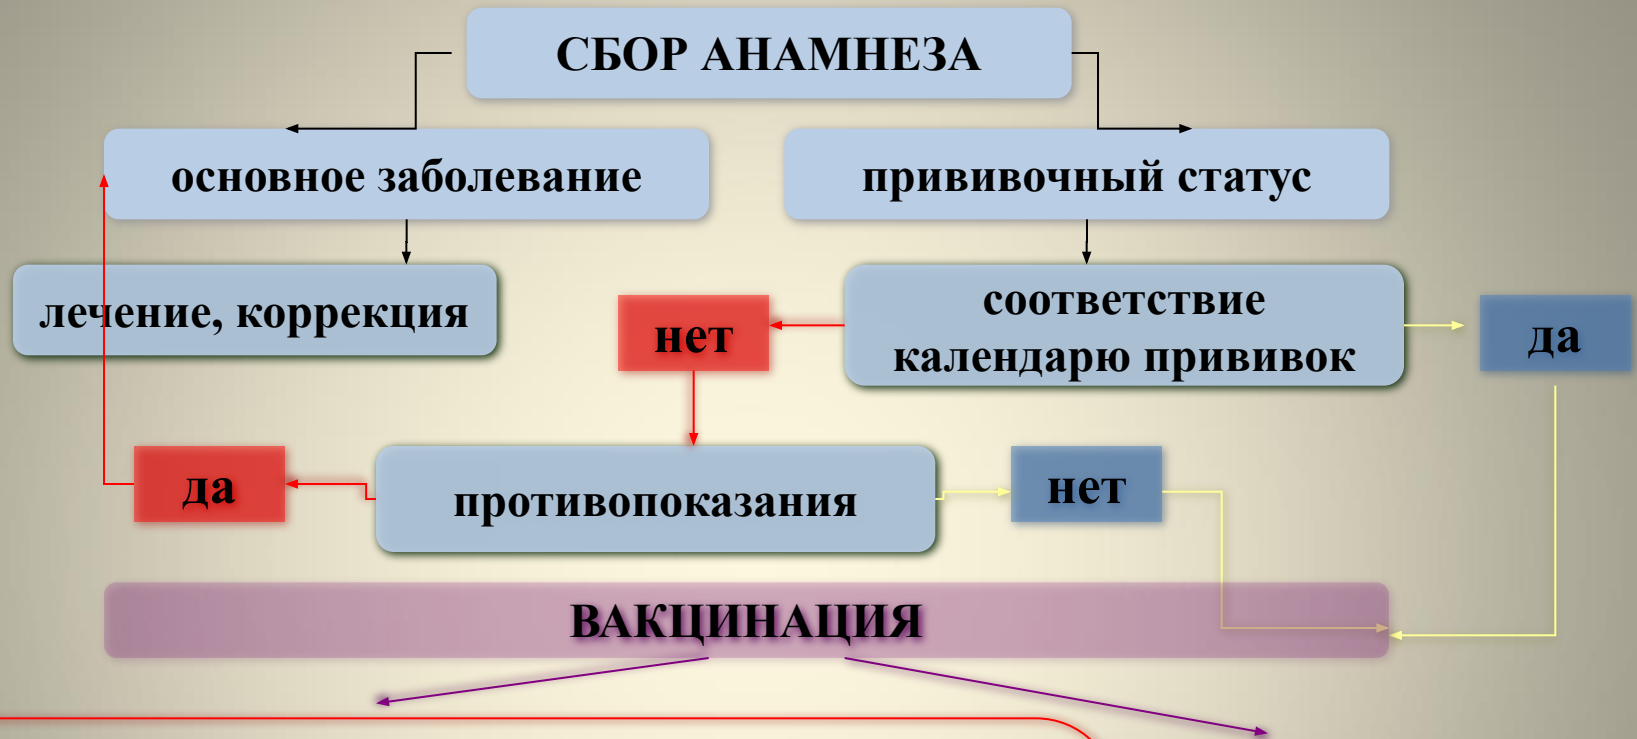 СБОР АНАМНЕЗА
основное заболевание
прививочный статус
лечение, коррекция
нет
соответствие
календарю прививок
да
да
противопоказания
нет
ВАКЦИНАЦИЯ